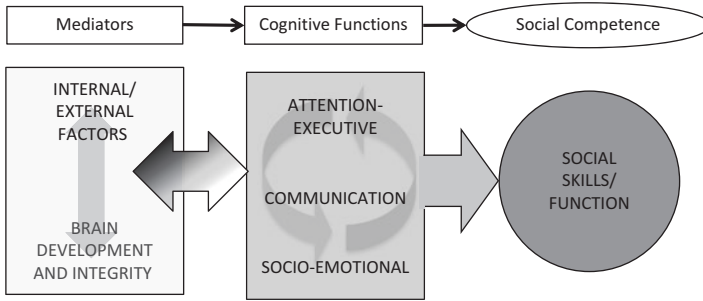 Mediators
Cognitive Functions
Social Competence
INTERNAL/
EXTERNAL
FACTORS
BRAIN
DEVELOPMENT
AND INTEGRITY
ATTENTION-
EXECUTIVE
COMMUNICATION
SOCIO-EMOTIONAL
SOCIAL
SKILLS/
FUNCTION